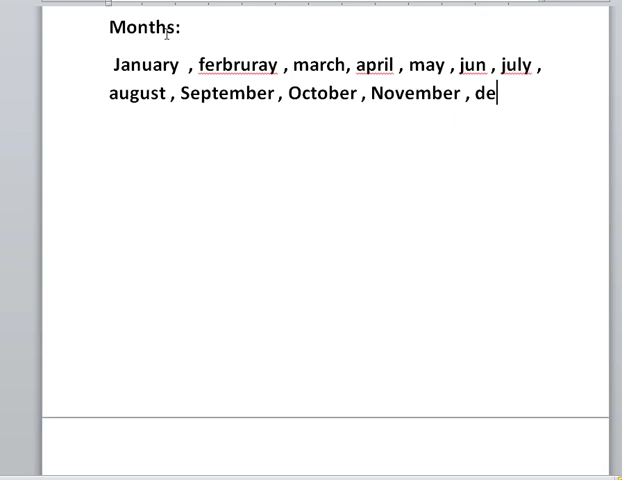 Months:
January , ferbruray , march, april , may , jun , july ,
august , September , October , November , de